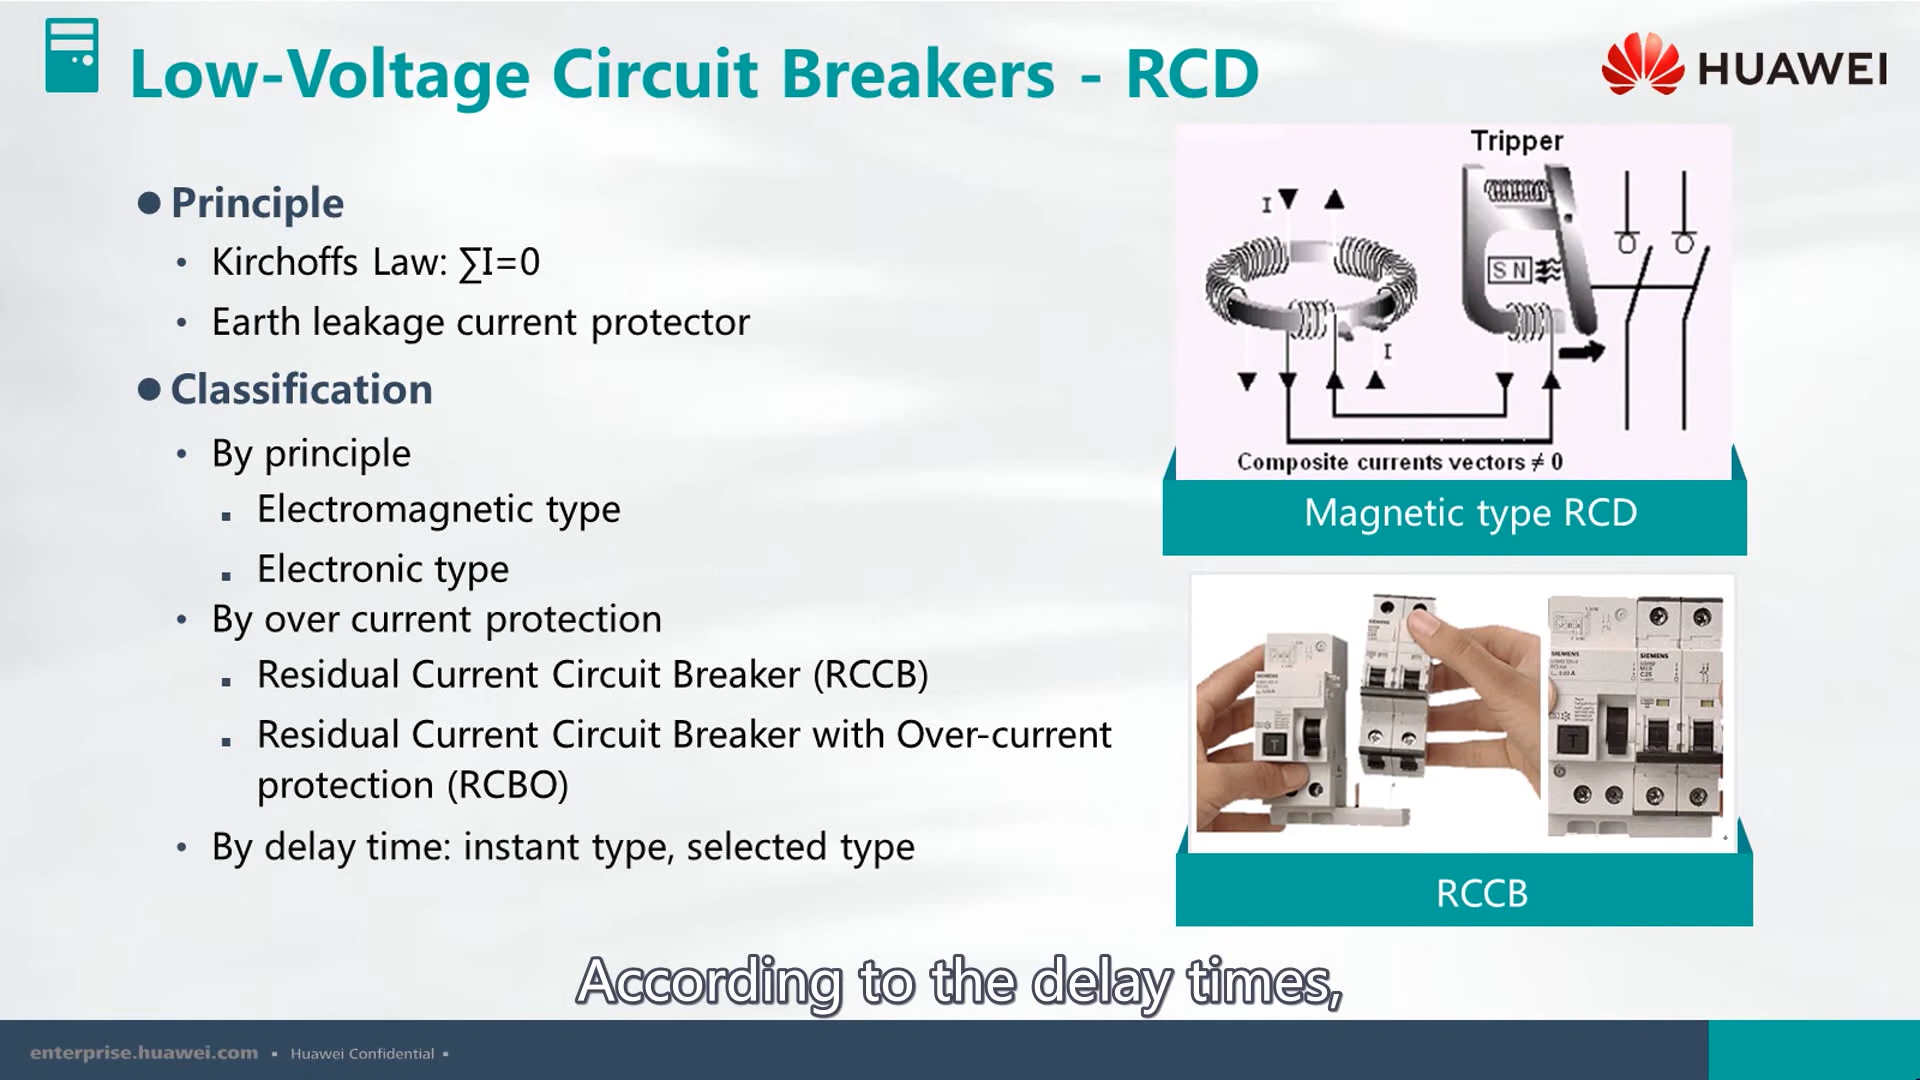 Low-Voltage Circuit Breakers - RCD
HUAWEI
Principle
Kirchoffs Law: ∑I=0
Earth leakage current protector
Classification
By principle
Electromagnetic type
Electronic type
By over current protection
Residual Current Circuit Breaker (RCCB)
Residual Current Circuit Breaker with Over-current
protection (RCBO)
By delay time: instant type, selected type
Tripper
I
S N
I
Composite currents vectors ≠ 0
Magnetic type RCD
SIEMENS
SIEMENS
C25
T
T
RCCB
According to the delay times,
enterprise.huawei.com ▪ Huawei Confidential ▪